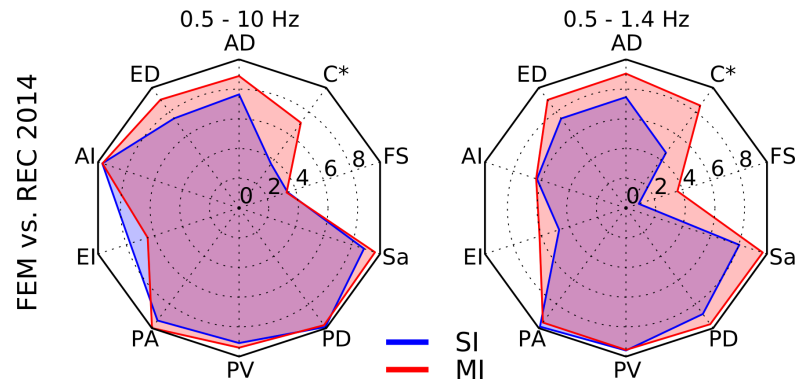 0.5 - 10 Hz
0.5 - 1.4 Hz
FEM vs. REC 2014
AD
C*
FS
Sa
PD
PV
PA
EI
AI
ED
0
2
4
6
8
AD
C*
FS
Sa
PD
PV
PA
EI
AI
ED
0
2
4
6
8
SI
MI